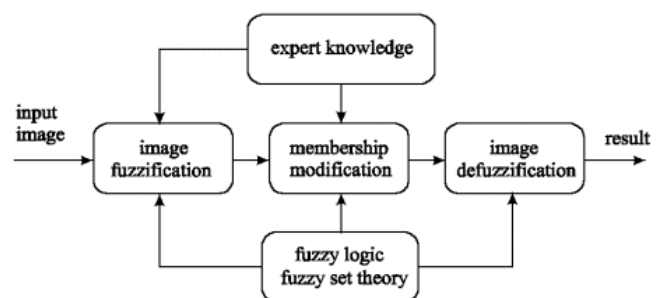 expert knowledge
input
image
image
fuzzification
membership
modification
image
defuzzification
result
fuzzy logic
fuzzy set theory